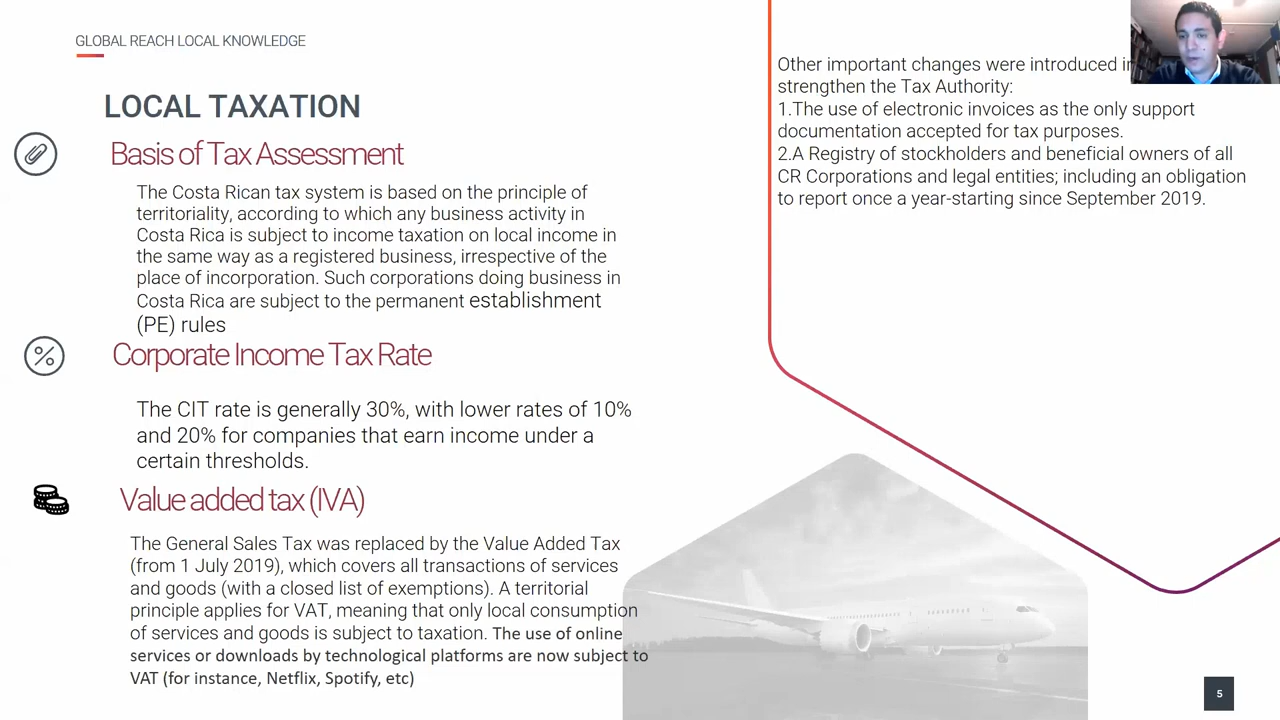 GLOBAL REACH LOCAL KNOWLEDGE
LOCAL TAXATION
Basis of Tax Assessment
The Costa Rican tax system is based on the principle of
territoriality, according to which any business activity in
Costa Rica is subject to income taxation on local income in
the same way as a registered business, irrespective of the
place of incorporation. Such corporations doing business in
Costa Rica are subject to the permanent establishment
(PE) rules
Corporate Income Tax Rate
The CIT rate is generally 30%, with lower rates of 10%
and 20% for companies that earn income under a
certain thresholds.
Value added tax (IVA)
The General Sales Tax was replaced by the Value Added Tax
(from 1 July 2019), which covers all transactions of services
and goods (with a closed list of exemptions). A territorial
principle applies for VAT, meaning that only local consumption
of services and goods is subject to taxation. The use of online
services or downloads by technological platforms are now subject to
VAT (for instance, Netflix, Spotify, etc)
Other important changes were introduced
strengthen the Tax Authority:
1.The use of electronic invoices as the only support
documentation accepted for tax purposes.
2.A Registry of stockholders and beneficial owners of all
CR Corporations and legal entities; including an obligation
to report once a year-starting since September 2019.
5